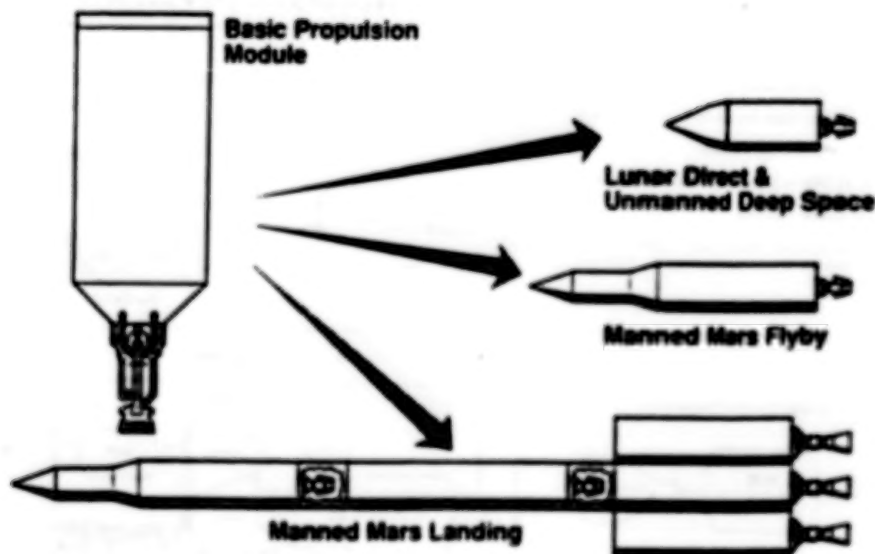 Basic Propulsion
Module
Lunar Direct &
Unmanned Deep Space
Manned Mars Flyby
Manned Mars Landing